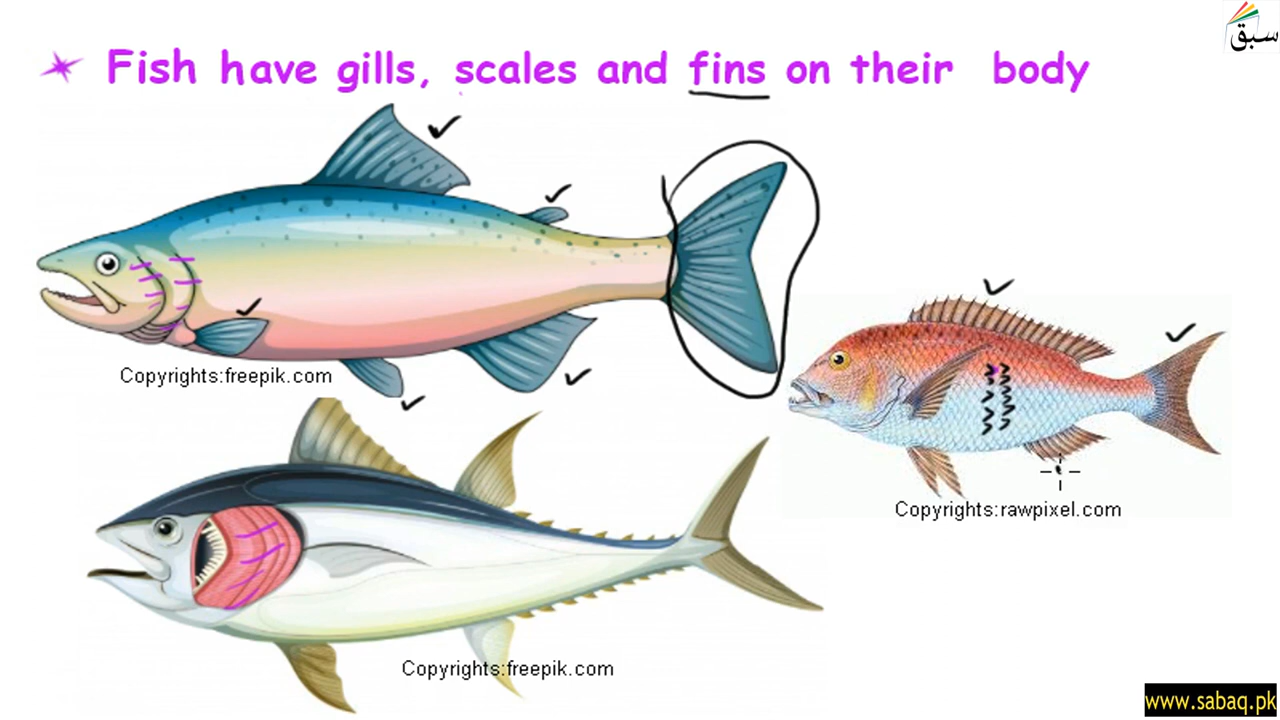 سبق
Fish have gills, scales and fins on their body
Copyrights:freepik.com
Copyrights:rawpixel.com
Copyrights:freepik.com
www.sabaq.pk